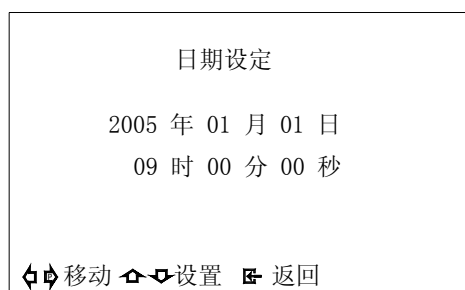 日期设定
2005 年 01 月 01 日
09 时 00 分 00 秒
移动 设置 返回